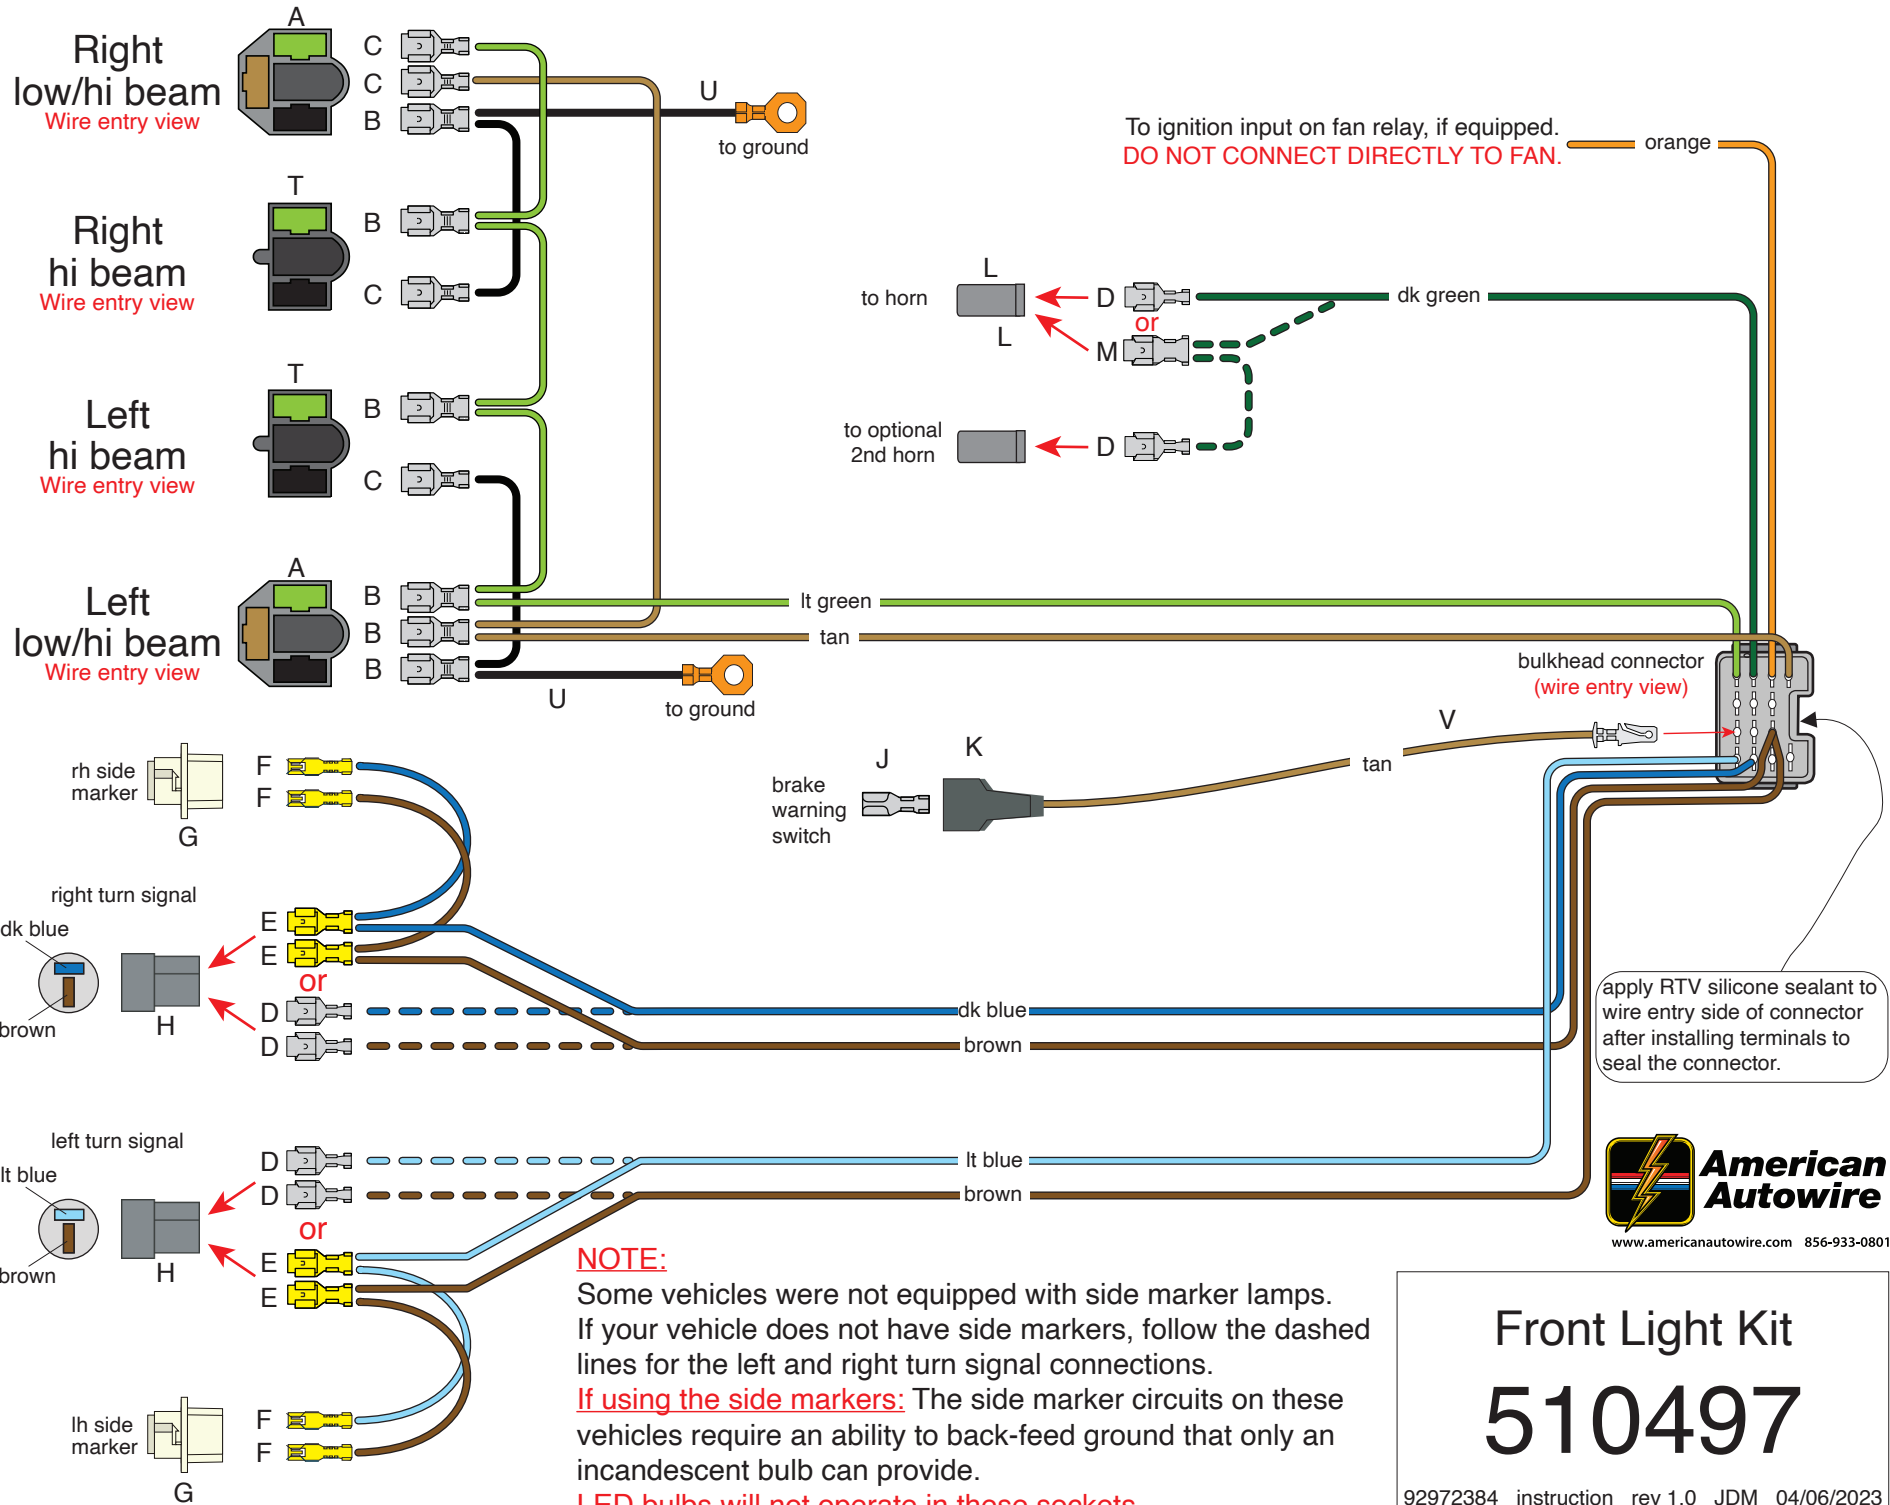 A
Right
low/hi beam
Wire entry view
C
C
B
U
to ground
To ignition input on fan relay, if equipped.
DO NOT CONNECT DIRECTLY TO FAN.
orange
T
Right
hi beam
Wire entry view
B
C
to horn
L
L
D
or
M
dk green
to optional
2nd horn
D
T
Left
hi beam
Wire entry view
B
C
A
Left
low/hi beam
Wire entry view
B
B
B
lt green
tan
U
to ground
bulkhead connector
(wire entry view)
V
tan
J
K
brake
warning
switch
rh side
marker
G
F
F
right turn signal
dk blue
brown
H
E
E
or
D
D
dk blue
brown
apply RTV silicone sealant to
wire entry side of connector
after installing terminals to
seal the connector.
left turn signal
lt blue
brown
H
D
D
or
E
E
lt blue
brown
lh side
marker
G
F
F
American
Autowire
www.americanautowire.com 856-933-0801
NOTE:
Some vehicles were not equipped with side marker lamps.
If your vehicle does not have side markers, follow the dashed
lines for the left and right turn signal connections.
If using the side markers: The side marker circuits on these
vehicles require an ability to back-feed ground that only an
incandescent bulb can provide.
LED bulbs will not operate in these sockets
Front Light Kit
510497
92972384 instruction rev 1.0 JDM 04/06/2023